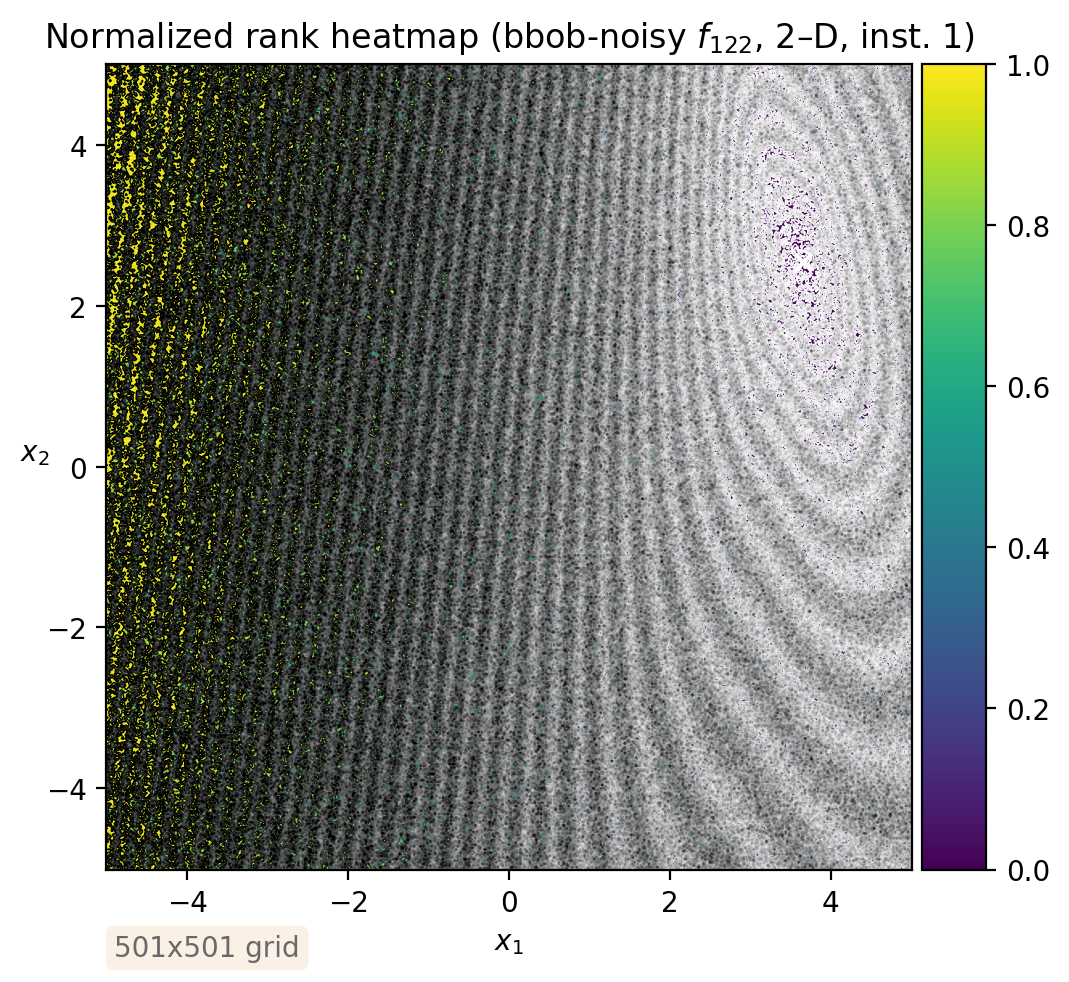 Normalized rank heatmap (bbob-noisy f₁₂₂, 2–D, inst. 1)
1.0
0.8
0.6
0.4
0.2
0.0
4
2
0
−2
−4
x₂
−4 −2 0 2 4
x₁
501x501 grid